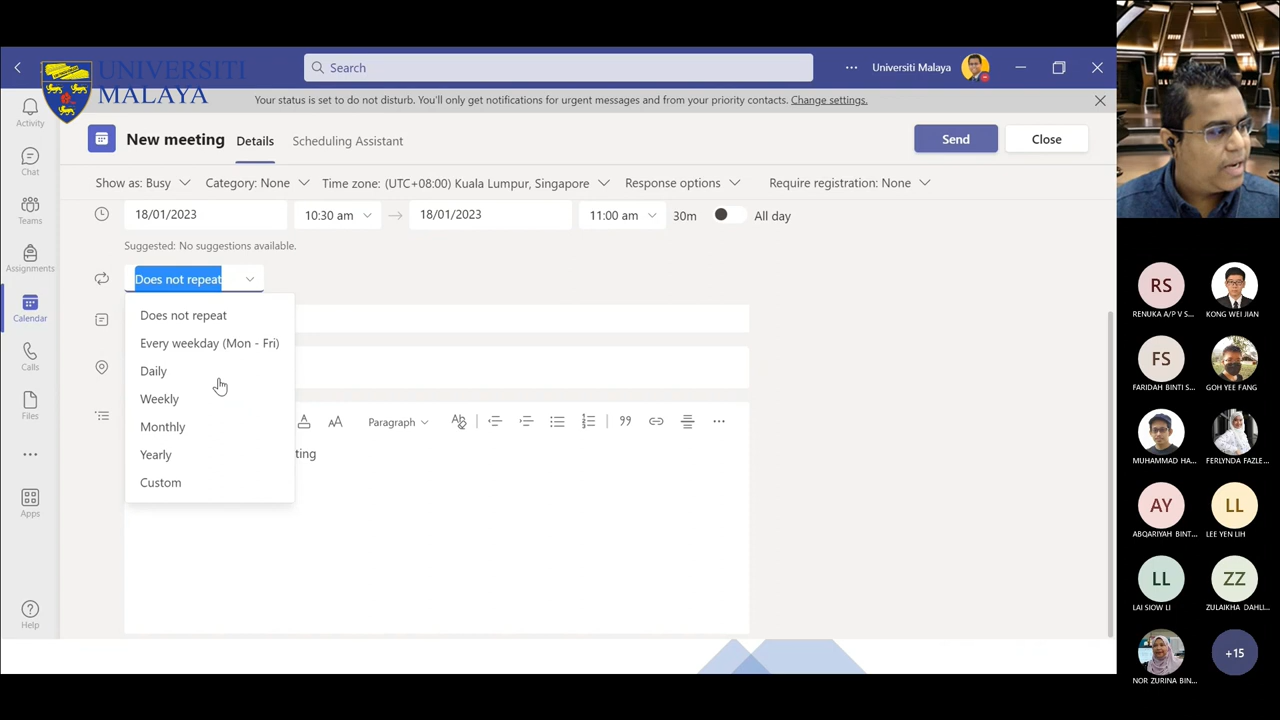 UNIVERSITI
MALAYA
Search
Universiti Malaya
Your status is set to do not disturb. You'll only get notifications for urgent messages and from your priority contacts. Change settings.
Activity
Chat
Teams
Assignments
Calendar
Calls
Files
Apps
Help
New meeting
Details
Scheduling Assistant
Send
Close
Show as: Busy
Category: None
Time zone: (UTC+08:00) Kuala Lumpur, Singapore
Response options
Require registration: None
18/01/2023
10:30 am
18/01/2023
11:00 am
30m
All day
Suggested: No suggestions available.
Does not repeat
Does not repeat
Every weekday (Mon - Fri)
Daily
Weekly
Monthly
Yearly
Custom
Paragraph
ting
RS
RENUKA A/P V S...
KONG WEI JIAN
FS
FARIDAH BINTI S...
GOH YEE FANG
MUHAMMAD HA...
FERLYNDA FAZLE...
AY
ABQARIYAH BINT...
LL
LEE YEN LIH
LL
LAI SIOW LI
ZZ
ZULAIKHA DAHLI...
NOR ZURINA BIN...
+15